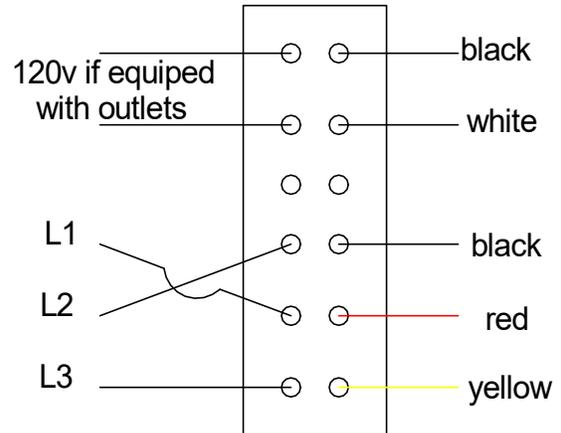 black
120v if equiped
with outlets
white
L1
black
L2
red
L3
yellow